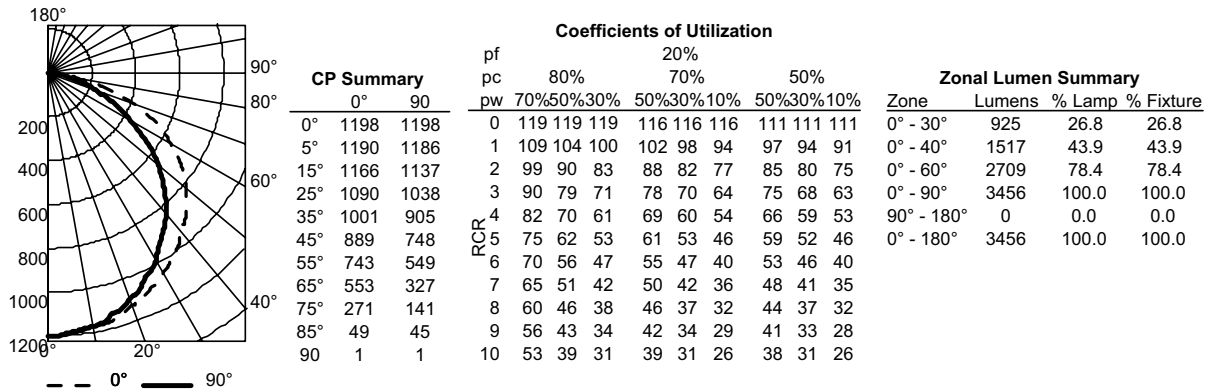 180°
90°
80°
60°
40°
20°
0°
200
400
600
800
1000
1200
0° 90°
CP Summary
0° 90
0° 1198 1198
5° 1190 1186
15° 1166 1137
25° 1090 1038
35° 1001 905
45° 889 748
55° 743 549
65° 553 327
75° 271 141
85° 49 45
90 1 1
Coefficients of Utilization
pf 20%
pc 80% 70% 50%
pw 70%50%30% 50%30%10% 50%30%10%
RCR
0 119 119 119 116 116 116 111 111 111
1 109 104 100 102 98 94 97 94 91
2 99 90 83 88 82 77 85 80 75
3 90 79 71 78 70 64 75 68 63
4 82 70 61 69 60 54 66 59 53
5 75 62 53 61 53 46 59 52 46
6 70 56 47 55 47 40 53 46 40
7 65 51 42 50 42 36 48 41 35
8 60 46 38 46 37 32 44 37 32
9 56 43 34 42 34 29 41 33 28
10 53 39 31 39 31 26 38 31 26
Zonal Lumen Summary
Zone Lumens % Lamp % Fixture
0° - 30° 925 26.8 26.8
0° - 40° 1517 43.9 43.9
0° - 60° 2709 78.4 78.4
0° - 90° 3456 100.0 100.0
90° - 180° 0 0.0 0.0
0° - 180° 3456 100.0 100.0